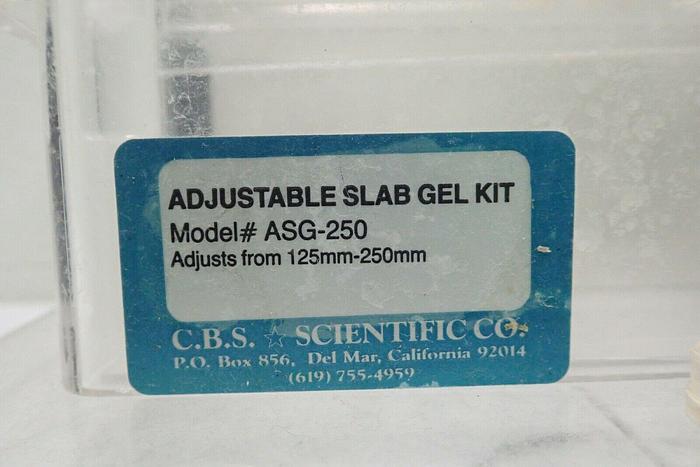 ADJUSTABLE SLAB GEL KIT
Model# ASG-250
Adjusts from 125mm-250mm
C.B.S. ☆ SCIENTIFIC CO.
P.O. Box 856, Del Mar, California 92014
(619) 755-4959